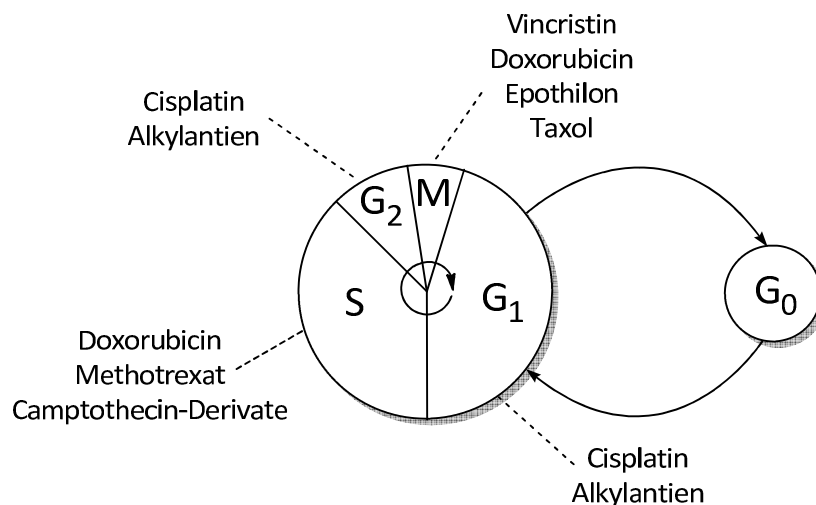 Vincristin
Doxorubicin
Epothilon
Taxol
Cisplatin
Alkylantien
G2
M
S
G1
G0
Doxorubicin
Methotrexat
Camptothecin-Derivate
Cisplatin
Alkylantien